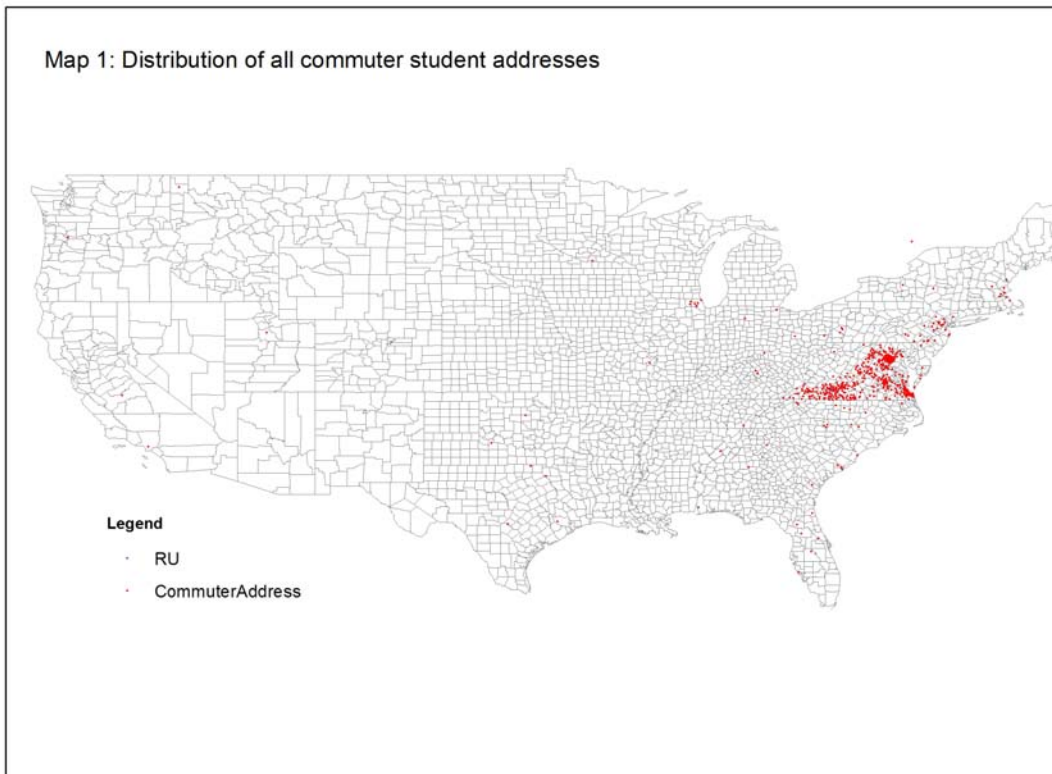 Map 1: Distribution of all commuter student addresses
Legend
RU
CommuterAddress